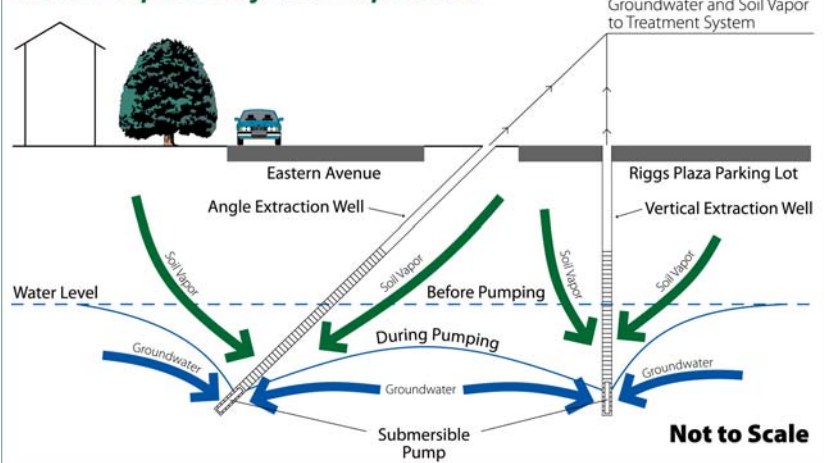 Groundwater and Soil Vapor
to Treatment System
Eastern Avenue
Riggs Plaza Parking Lot
Angle Extraction Well
Vertical Extraction Well
Soil Vapor
Soil Vapor
Soil Vapor
Soil Vapor
Water Level
Before Pumping
During Pumping
Groundwater
Groundwater
Groundwater
Submersible
Pump
Not to Scale